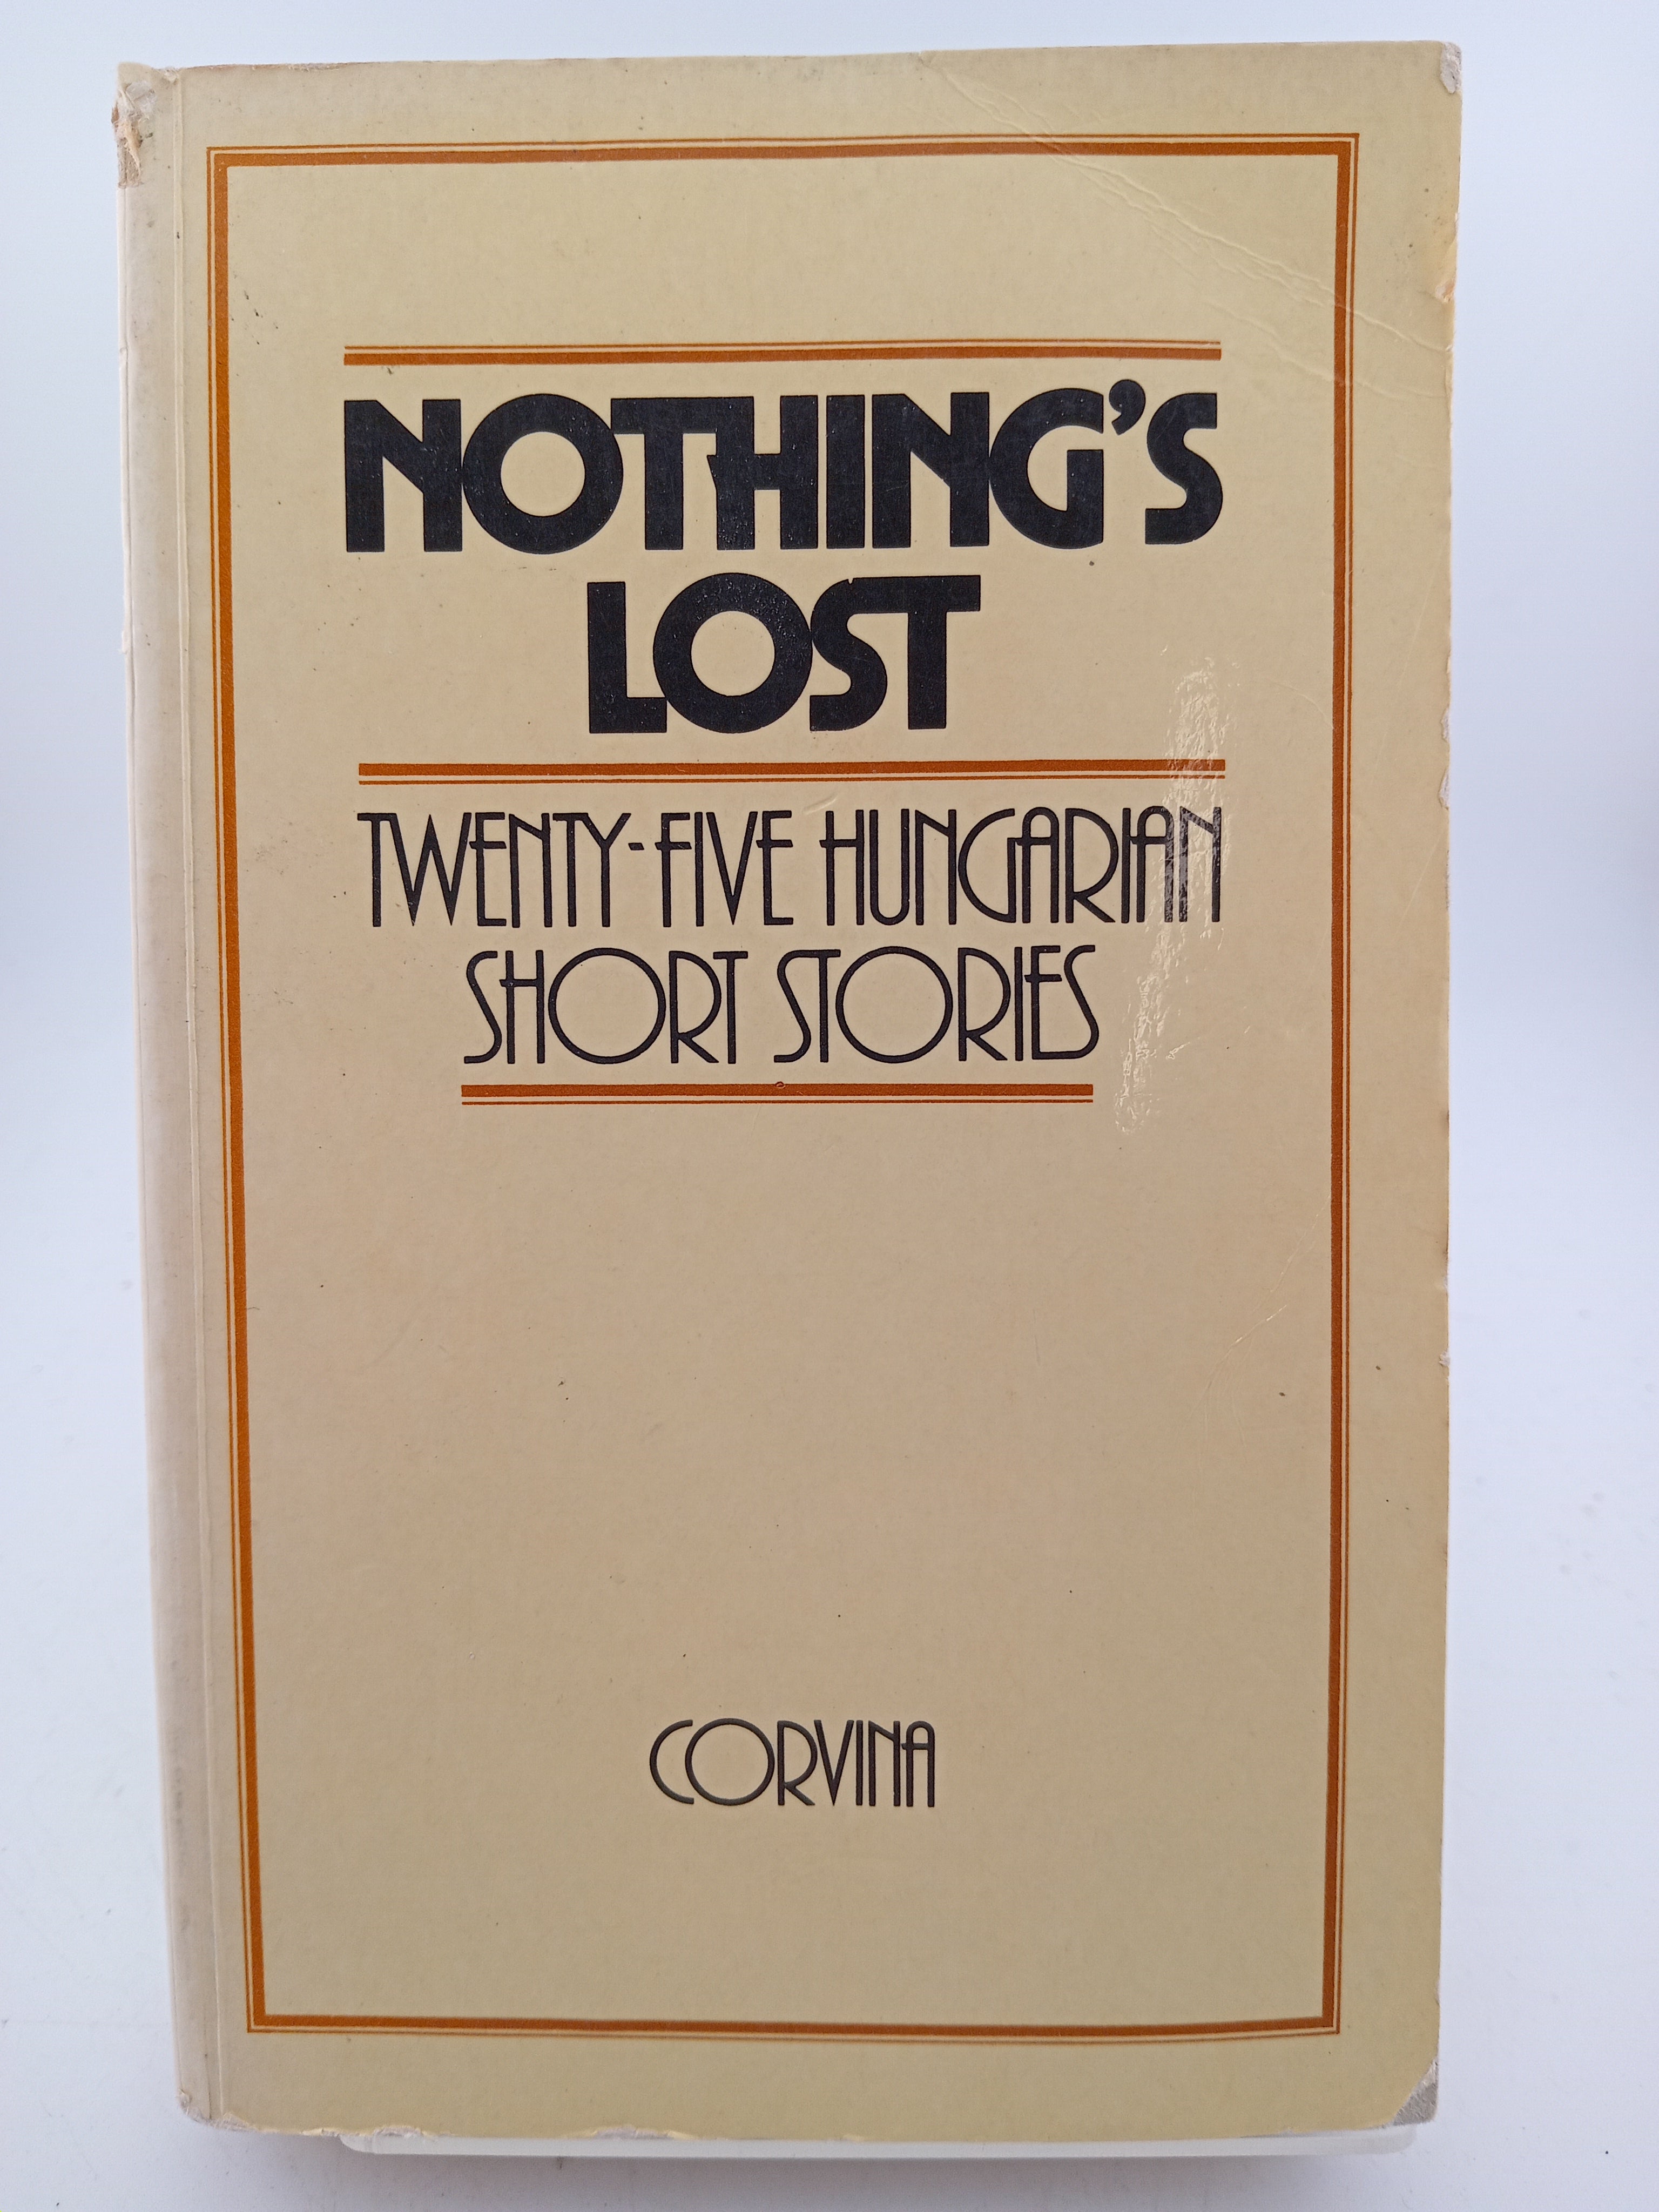 NOTHING'S
LOST
TWENTY-FIVE HUNGARIAN
SHORT STORIES
CORVINA